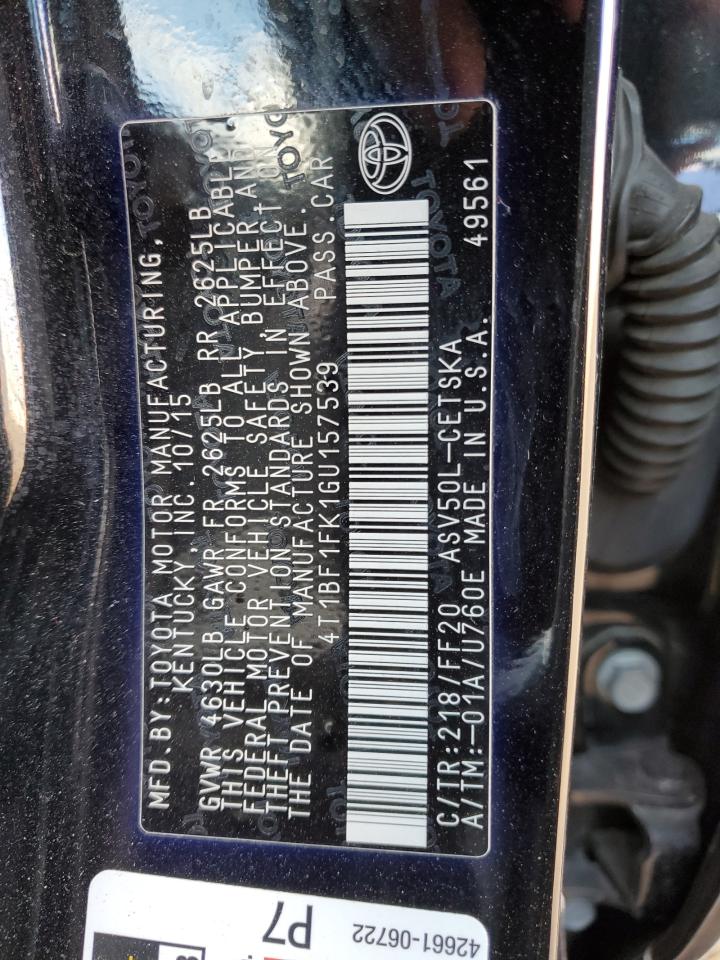 MFD.BY:TOYOTA MOTOR MANUFACTURING,
KENTUCKY, INC. 10/15
GVWR 4630LB GAWR FR 2625LB RR 2625LB
THIS VEHICLE CONFORMS TO ALL APPLICABLE
FEDERAL MOTOR VEHICLE SAFETY, BUMPER AND
THEFT PREVENTION STANDARDS IN EFFECT ON
THE DATE OF MANUFACTURE SHOWN ABOVE.
4T1BF1FK1GU157539 PASS.CAR
C/TR:218/FF20 ASV50L-CETSKA
A/TM:-01A/U760E MADE IN U.S.A. 49561
P7
42661-06722